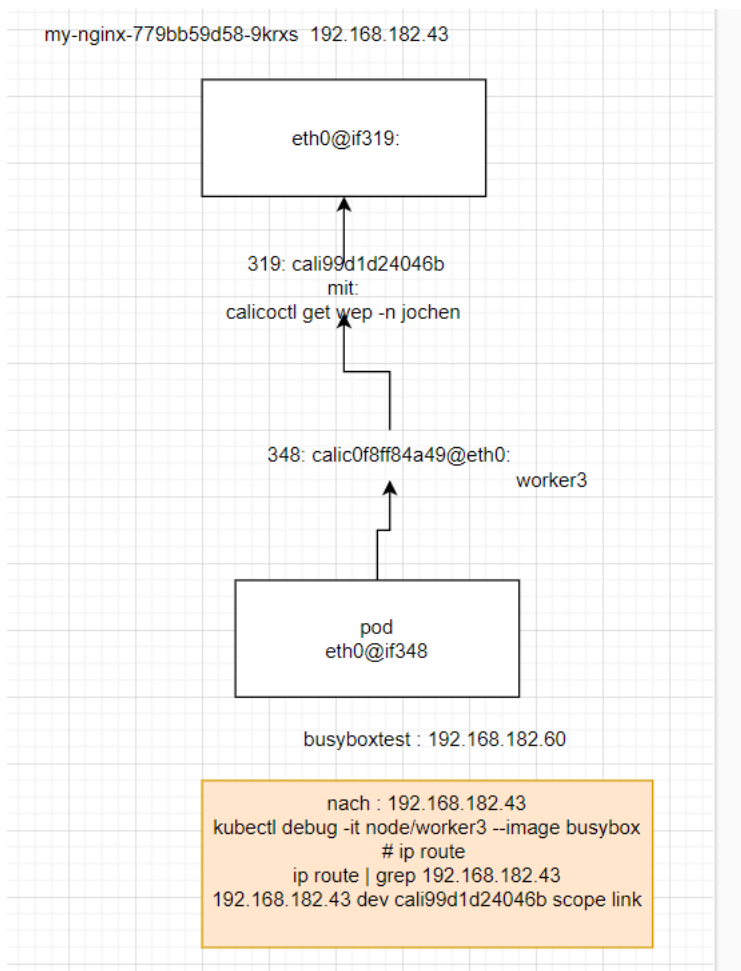 my-nginx-779bb59d58-9krxs 192.168.182.43
eth0@if319:
319: cali99d1d24046b
mit:
calicoctl get wep -n jochen
348: calic0f8ff84a49@eth0:
worker3
pod
eth0@if348
busyboxtest : 192.168.182.60
nach : 192.168.182.43
kubectl debug -it node/worker3 --image busybox
# ip route
ip route | grep 192.168.182.43
192.168.182.43 dev cali99d1d24046b scope link